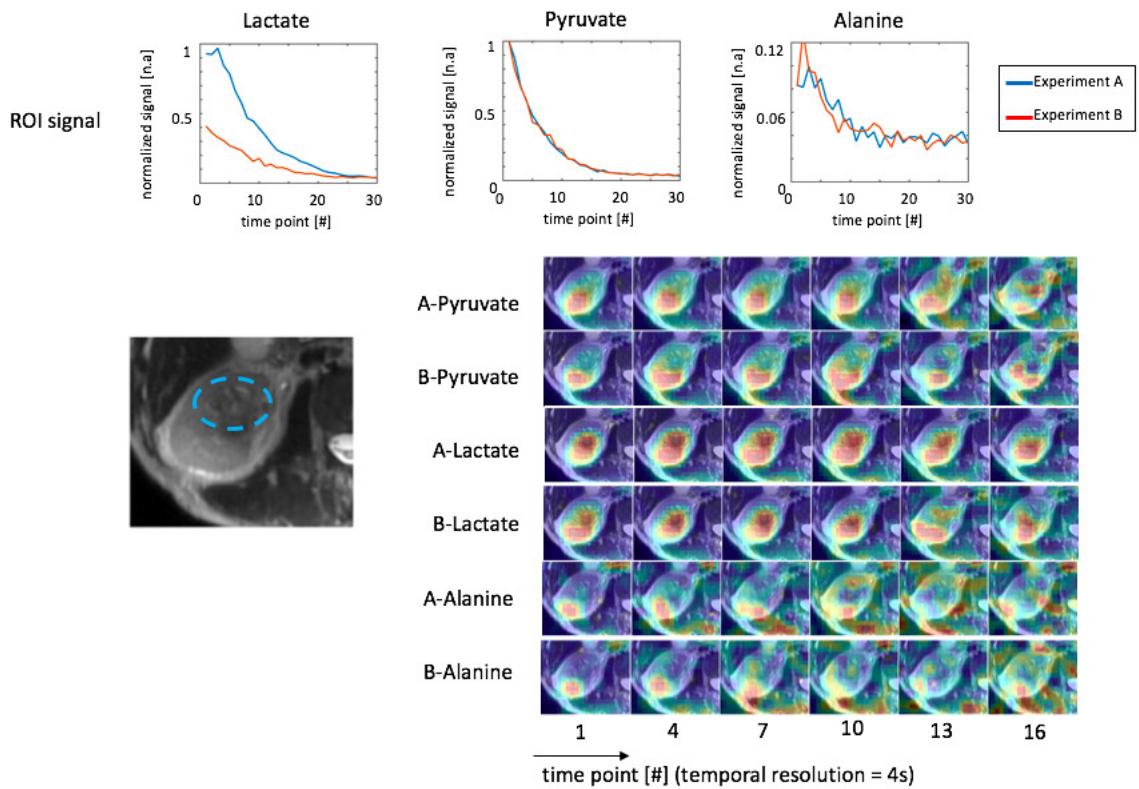 Lactate
Pyruvate
Alanine
ROI signal
normalized signal [n.a]
1
0.5
0
0
10
20
30
time point [#]
normalized signal [n.a]
1
0.5
0
0
10
20
30
time point [#]
normalized signal [n.a]
0.12
0.06
0
0
10
20
30
time point [#]
Experiment A
Experiment B
A-Pyruvate
B-Pyruvate
A-Lactate
B-Lactate
A-Alanine
B-Alanine
1 4 7 10 13 16
time point [#] (temporal resolution = 4s)